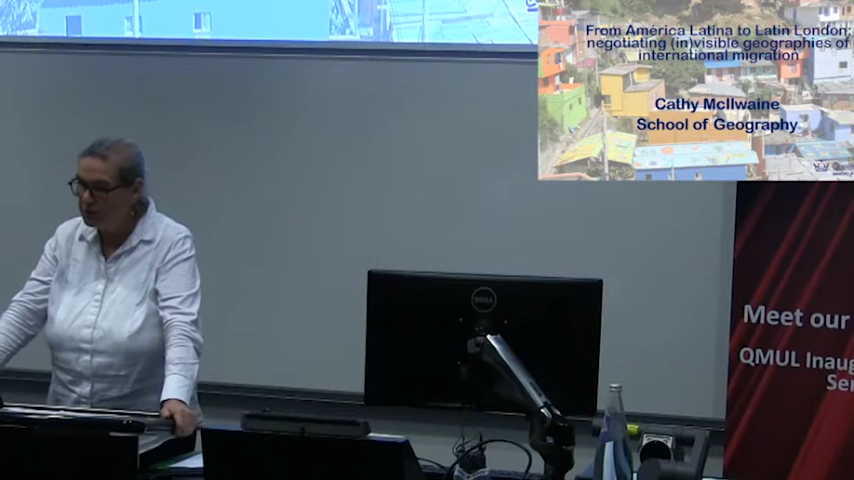 From América Latina to Latin London:
negotiating (in)visible geographies of
international migration
Cathy McIlwaine
School of Geography
DELL
Meet our
QMUL Inaug
Ser